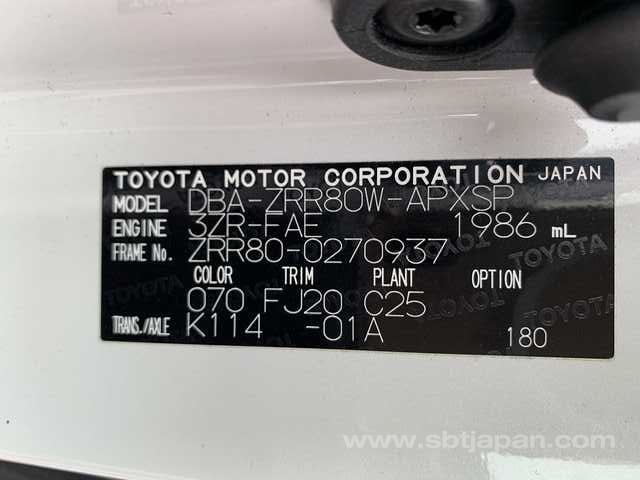 TOYOTA MOTOR CORPORATION JAPAN
MODEL DBA-ZRR80W-APXSP
ENGINE 3ZR-FAE 1986 mL
FRAME No. ZRR80-0270937
COLOR TRIM PLANT OPTION
070 FJ20 C25
TRANS./AXLE K114 -01A 180
www.sbtjapan.com